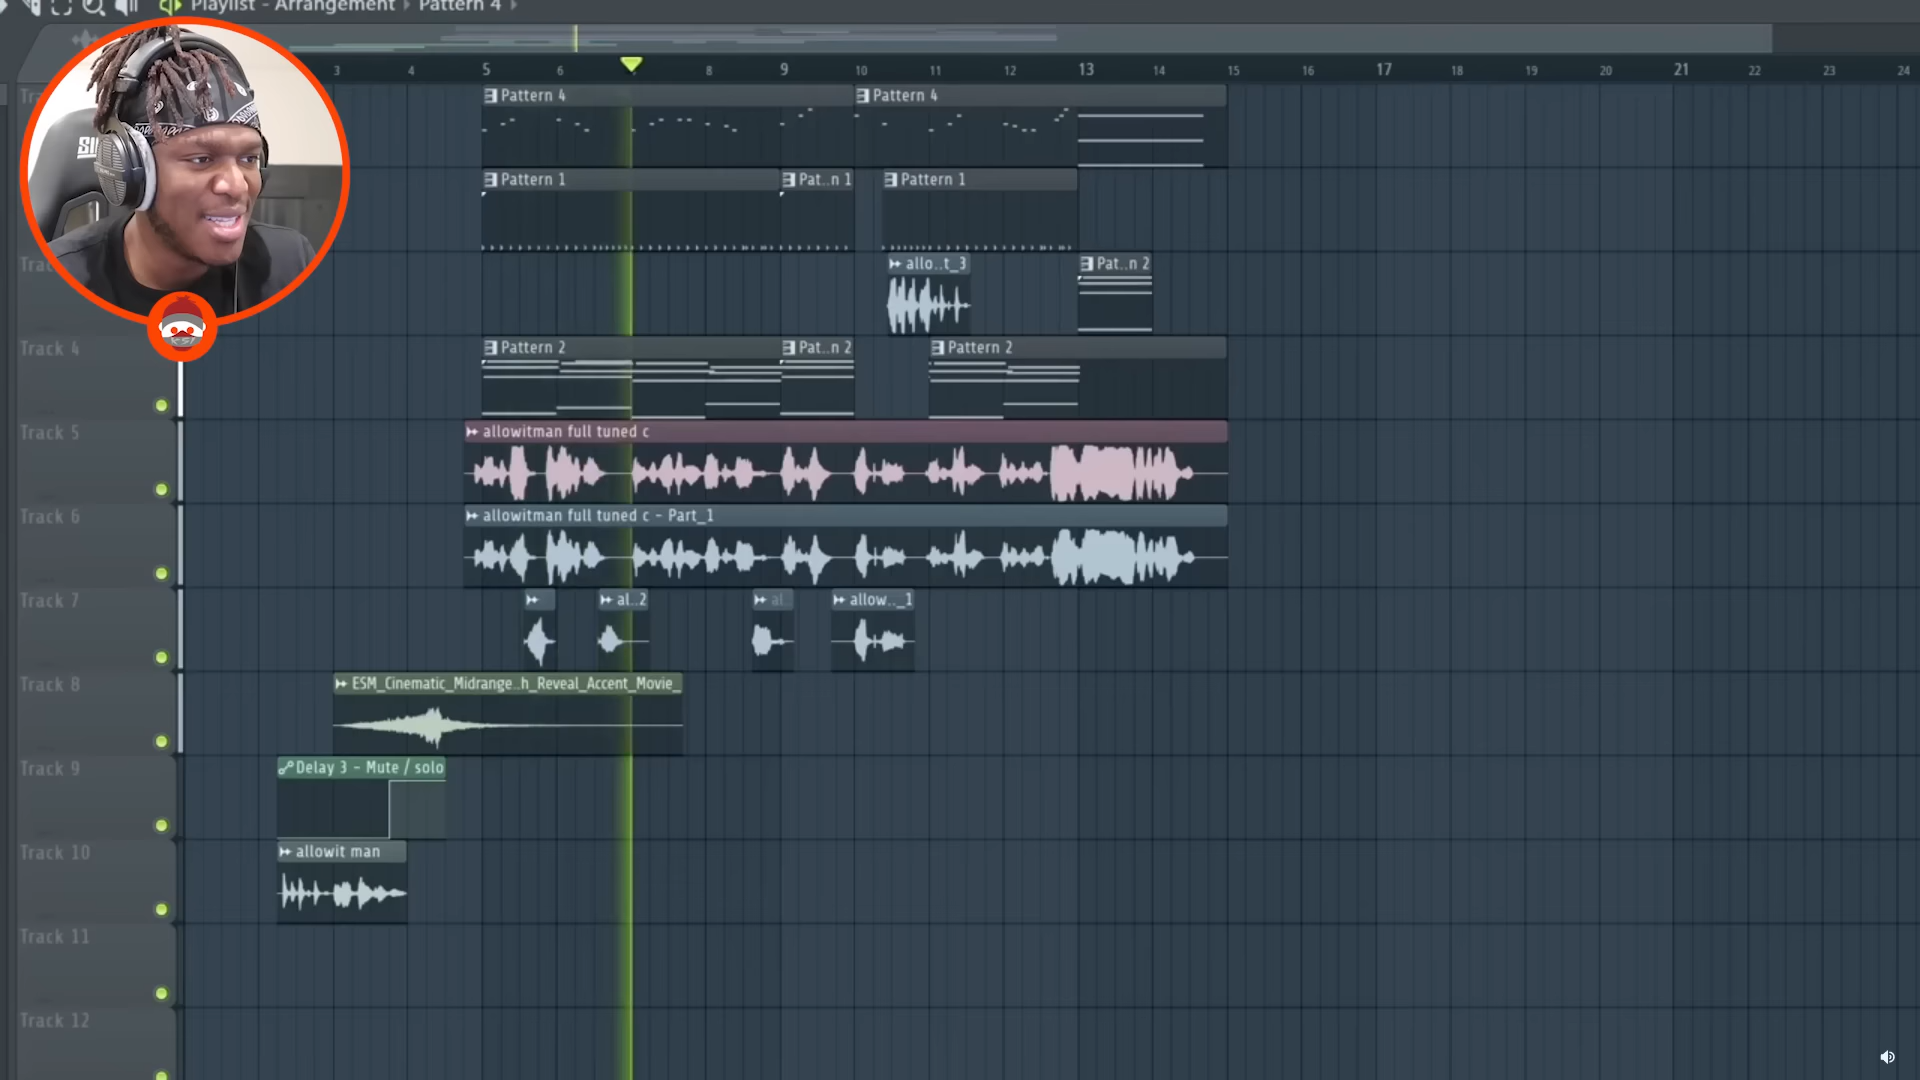 Playlist - Arrangement › Pattern 4 ›
3 4 5 6 7 8 9 10 11 12 13 14 15 16 17 18 19 20 21 22 23 24
Pattern 4 Pattern 4
Pattern 1 Pat..n 1 Pattern 1
allo..t_3 Pat..n 2
Track 4 Pattern 2 Pat..n 2 Pattern 2
Track 5 allowitman full tuned c
Track 6 allowitman full tuned c - Part_1
Track 7 al..2 al allow.._1
Track 8 ESM_Cinematic_Midrange..h_Reveal_Accent_Movie_
Track 9 Delay 3 - Mute / solo
Track 10 allowit man
Track 11
Track 12
KSI